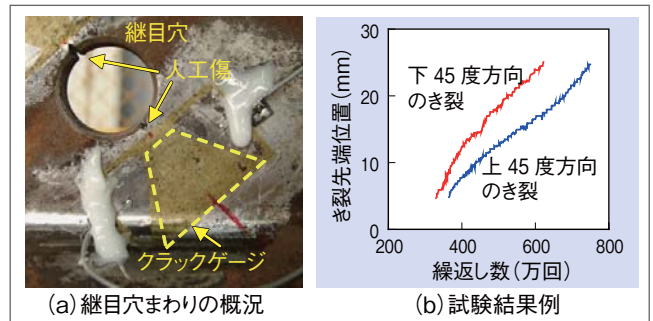 継目穴
人工傷
クラックゲージ
(a)継目穴まわりの概況
き裂先端位置(mm)
30
20
10
0
下 45 度方向
のき裂
上 45 度方向
のき裂
200
400
600
800
繰返し数(万回)
(b)試験結果例